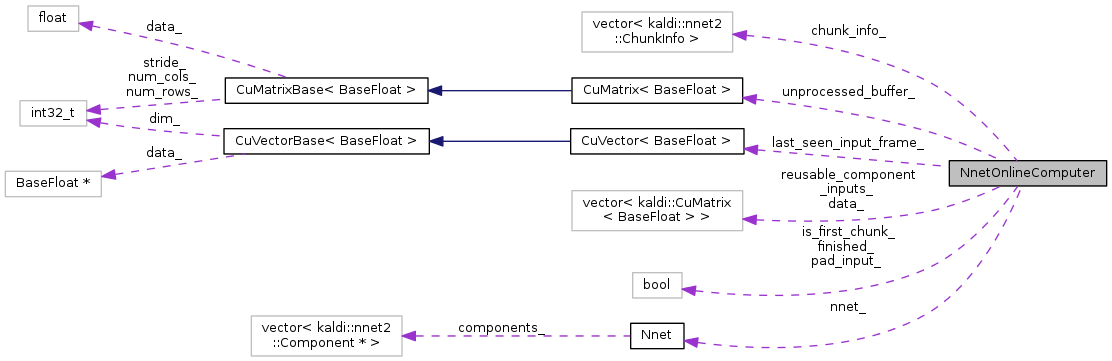 float
data_
vector< kaldi::nnet2
::ChunkInfo >
chunk_info_
stride_
num_cols_
num_rows_
CuMatrixBase< BaseFloat >
CuMatrix< BaseFloat >
unprocessed_buffer_
int32_t
dim_
CuVectorBase< BaseFloat >
CuVector< BaseFloat >
last_seen_input_frame_
data_
BaseFloat *
NnetOnlineComputer
reusable_component
_inputs_
data_
vector< kaldi::CuMatrix
< BaseFloat > >
is_first_chunk_
finished_
pad_input_
bool
nnet_
vector< kaldi::nnet2
::Component * >
components_
Nnet